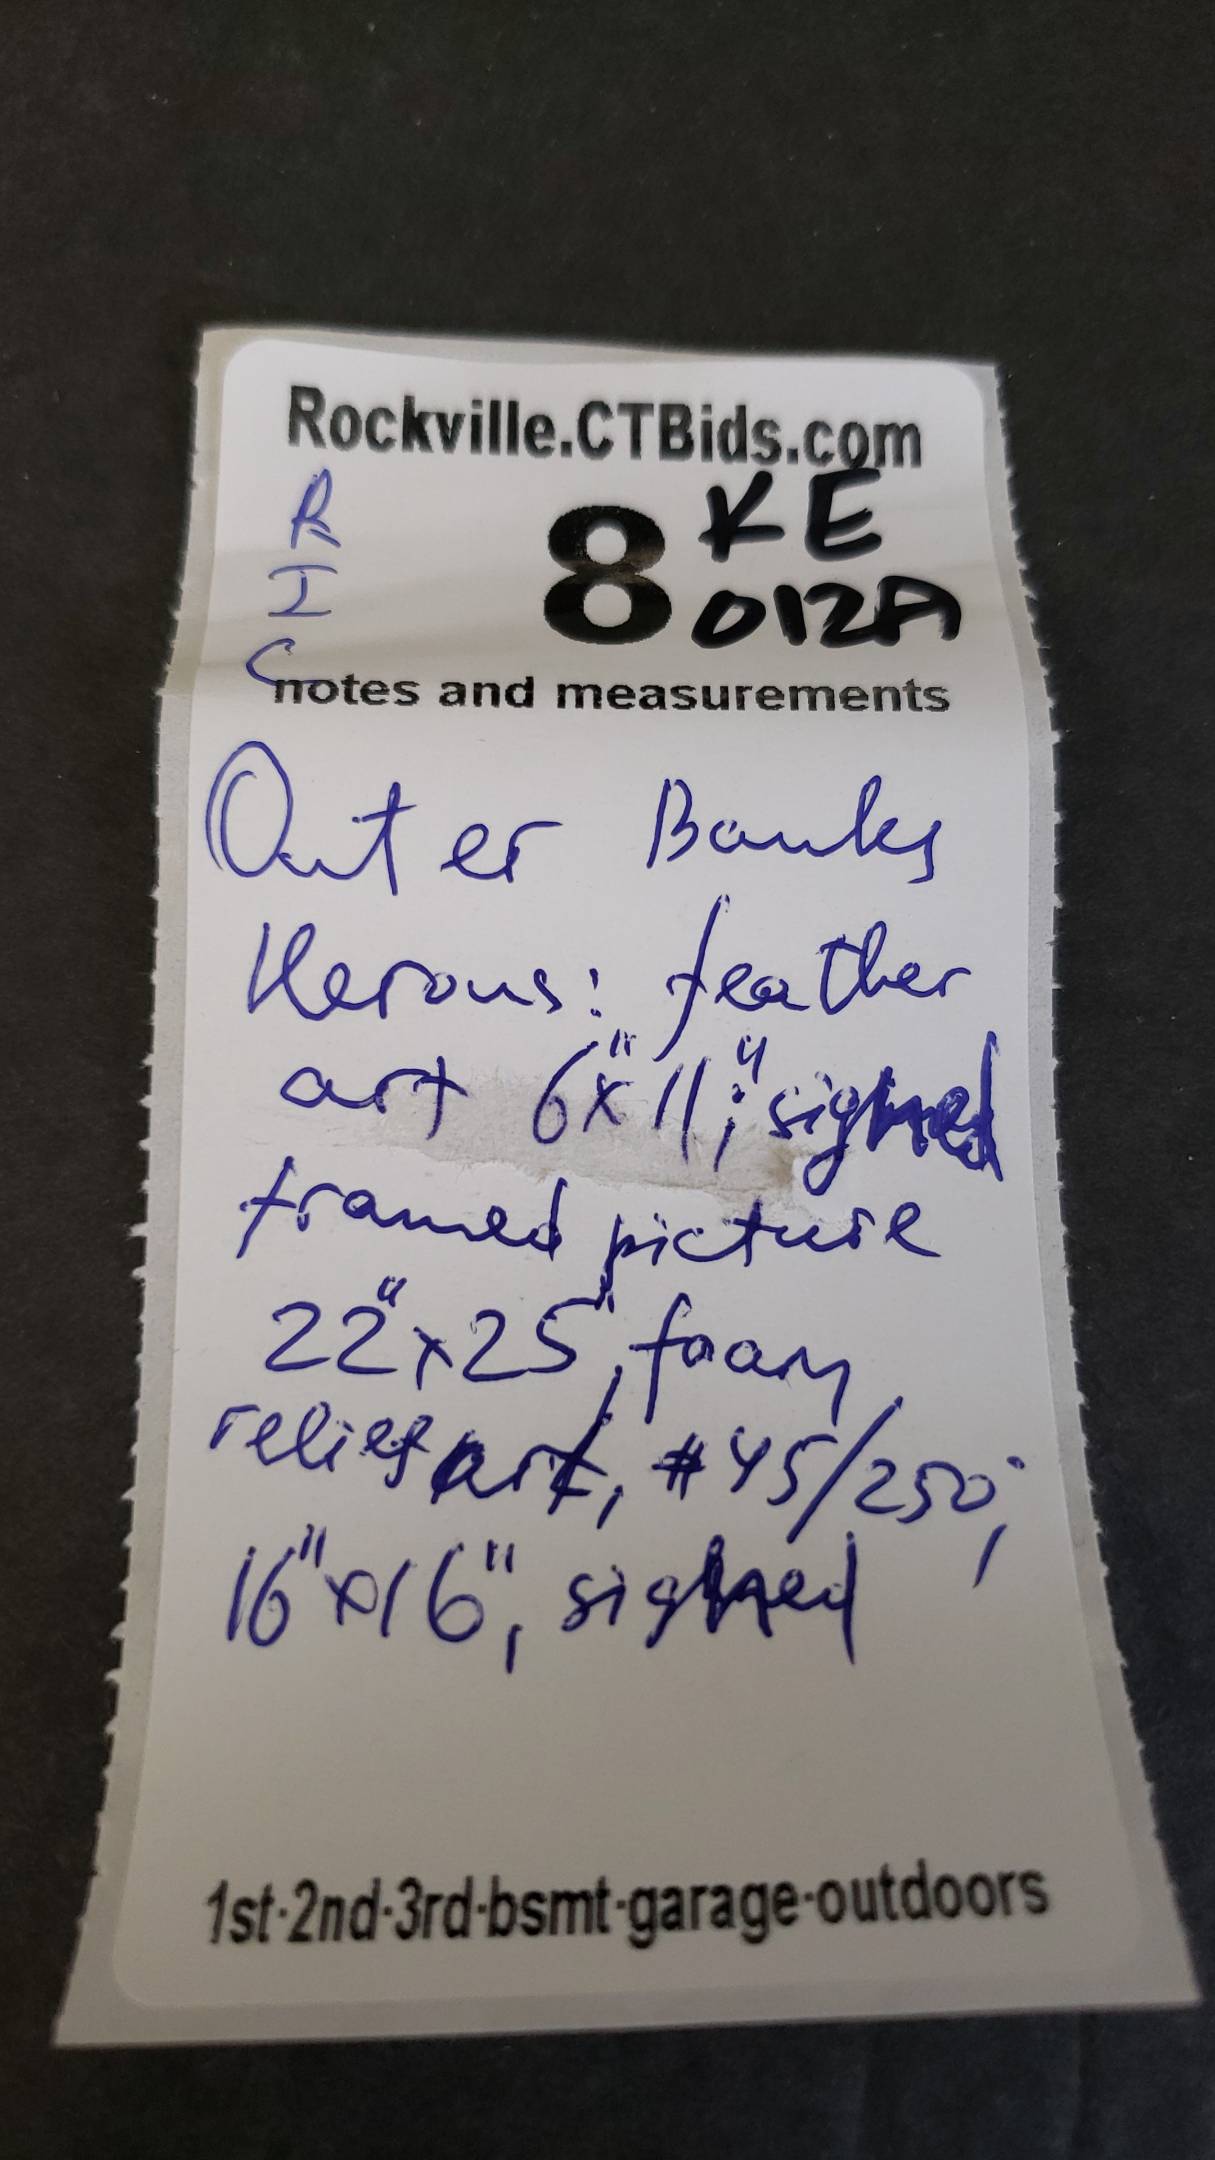 Rockville.CTBids.com
R
I
C
8 KE
012A
notes and measurements
Outer Banks
Herons: feather
art 6"x11"; signed
framed picture
22"x25", foam
relief art, #45/250;
16"x16", signed
1st·2nd·3rd·bsmt·garage·outdoors